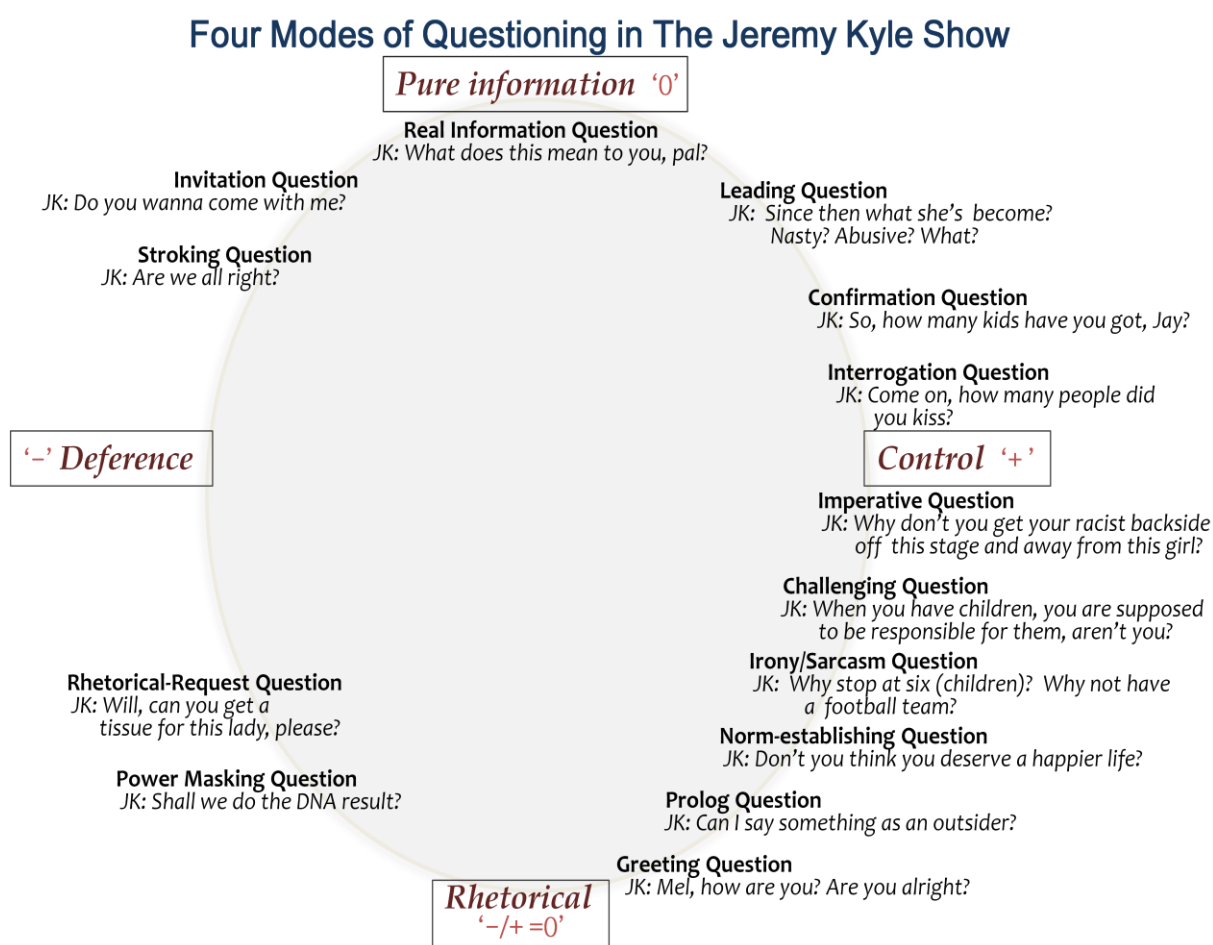 Four Modes of Questioning in The Jeremy Kyle Show
Pure information ‘0’
Real Information Question
JK: What does this mean to you, pal?
Invitation Question
JK: Do you wanna come with me?
Stroking Question
JK: Are we all right?
Leading Question
JK: Since then what she’s become?
Nasty? Abusive? What?
Confirmation Question
JK: So, how many kids have you got, Jay?
Interrogation Question
JK: Come on, how many people did
you kiss?
‘–’ Deference
Control ‘+ ’
Imperative Question
JK: Why don’t you get your racist backside
off this stage and away from this girl?
Challenging Question
JK: When you have children, you are supposed
to be responsible for them, aren’t you?
Irony/Sarcasm Question
JK: Why stop at six (children)? Why not have
a football team?
Rhetorical-Request Question
JK: Will, can you get a
tissue for this lady, please?
Norm-establishing Question
JK: Don’t you think you deserve a happier life?
Power Masking Question
JK: Shall we do the DNA result?
Prolog Question
JK: Can I say something as an outsider?
Greeting Question
JK: Mel, how are you? Are you alright?
Rhetorical
‘–/+ =0’